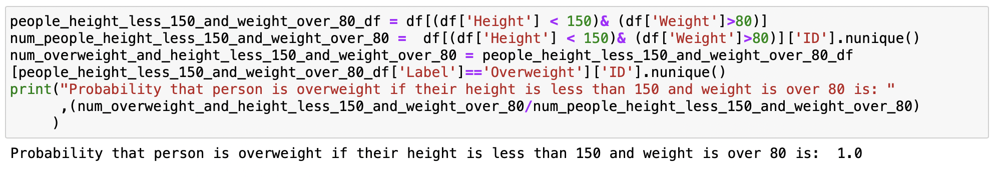 people_height_less_150_and_weight_over_80_df = df[(df['Height'] < 150)& (df['Weight']>80)]
num_people_height_less_150_and_weight_over_80 =  df[(df['Height'] < 150)& (df['Weight']>80)]['ID'].nunique()
num_overweight_and_height_less_150_and_weight_over_80 = people_height_less_150_and_weight_over_80_df
[people_height_less_150_and_weight_over_80_df['Label']=='Overweight']['ID'].nunique()
print("Probability that person is overweight if their height is less than 150 and weight is over 80 is: "
      ,(num_overweight_and_height_less_150_and_weight_over_80/num_people_height_less_150_and_weight_over_80)
     )
Probability that person is overweight if their height is less than 150 and weight is over 80 is:  1.0